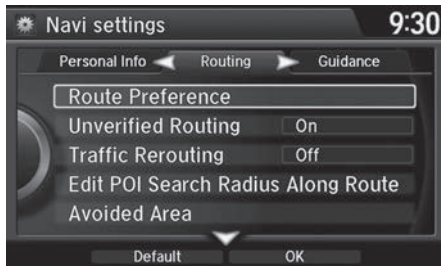 Navi settings 9:30
Personal Info Routing Guidance
Route Preference
Unverified Routing On
Traffic Rerouting Off
Edit POI Search Radius Along Route
Avoided Area
Default OK